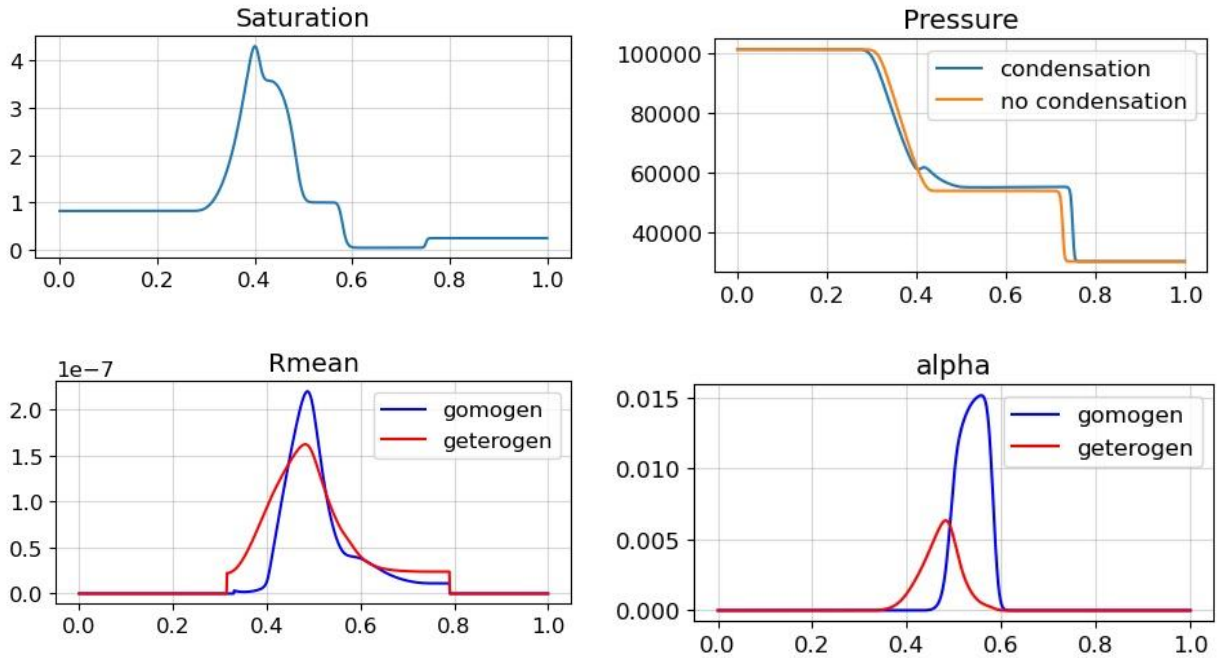 Saturation
4
3
2
1
0
0.0 0.2 0.4 0.6 0.8 1.0
Pressure
100000
80000
60000
40000
condensation
no condensation
0.0 0.2 0.4 0.6 0.8 1.0
Rmean
1e−7
2.0
1.5
1.0
0.5
0.0
gomogen
geterogen
0.0 0.2 0.4 0.6 0.8 1.0
alpha
0.015
0.010
0.005
0.000
gomogen
geterogen
0.0 0.2 0.4 0.6 0.8 1.0